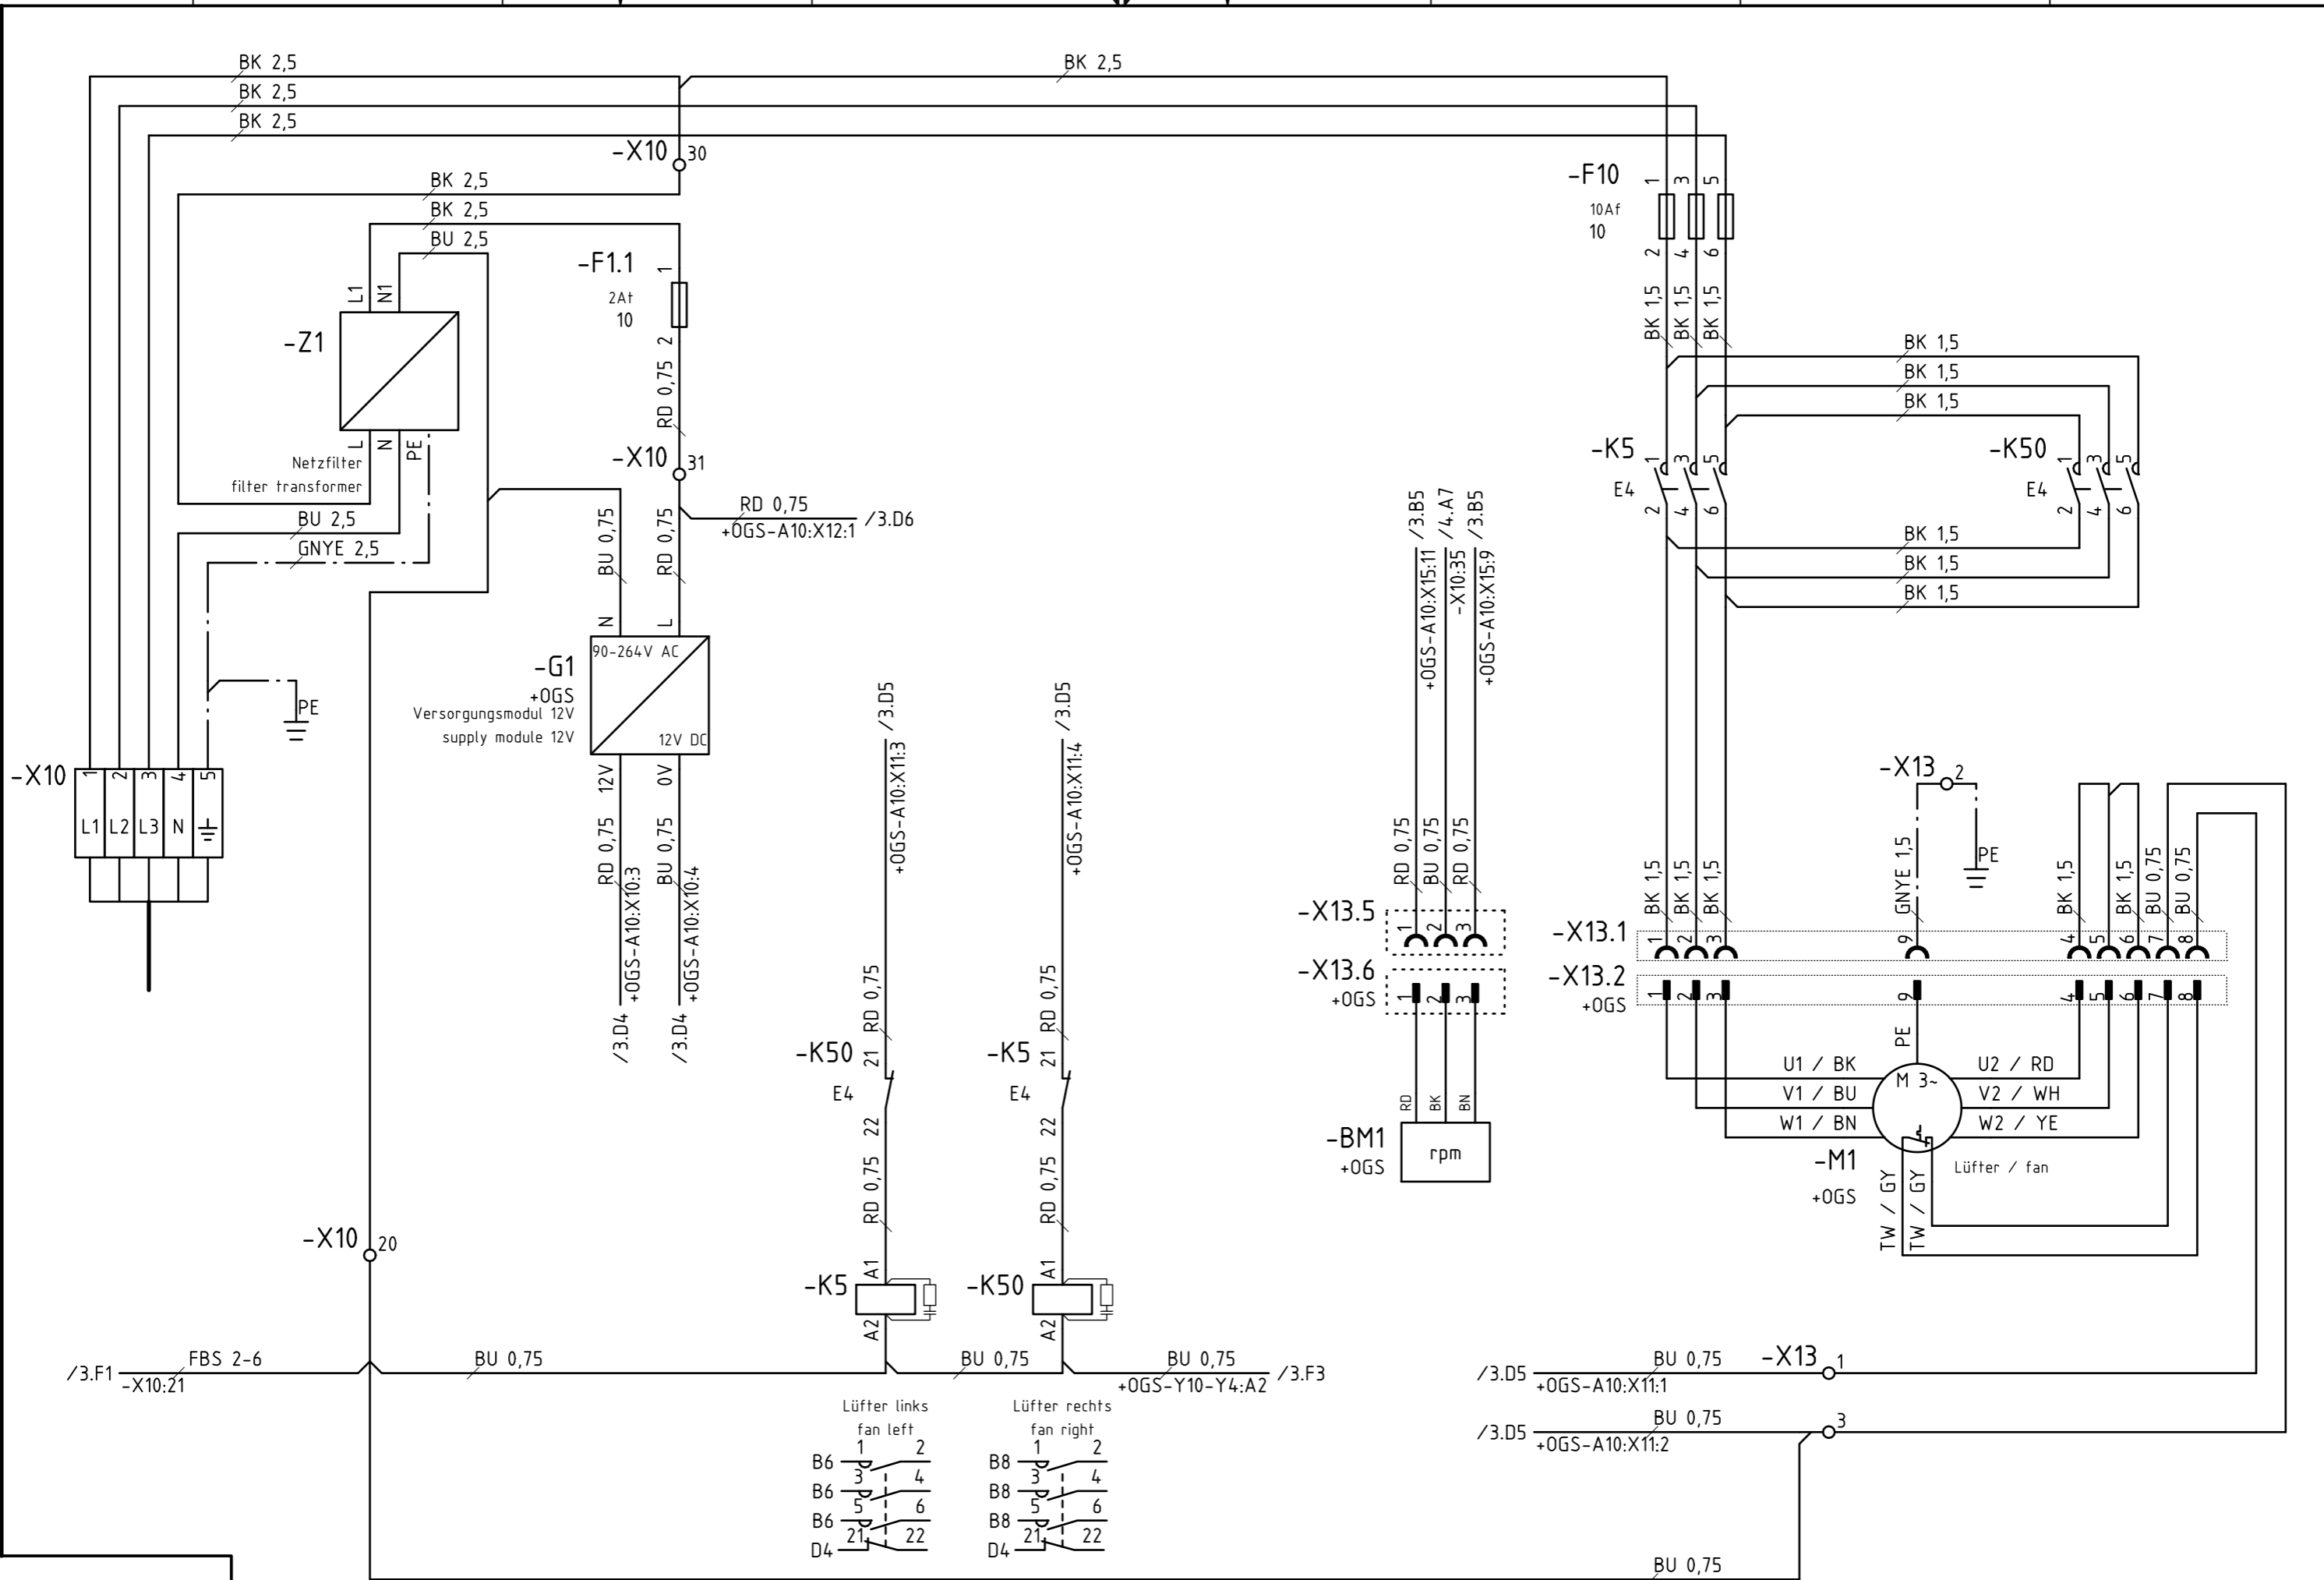 BK 2,5
BK 2,5
BK 2,5
BK 2,5
-X10 30
BK 2,5
BK 2,5
BU 2,5
L1
N1
-Z1
L
N
PE
Netzfilter
filter transformer
BU 2,5
GNYE 2,5
PE
-X10
1
2
3
4
5
L1
L2
L3
N
-F1.1
2At
10
1
2
RD 0,75
-X10 31
RD 0,75
+OGS-A10:X12:1
/3.D6
BU 0,75
RD 0,75
N
L
90-264V AC
12V DC
-G1
+OGS
Versorgungsmodul 12V
supply module 12V
12V
0V
RD 0,75
BU 0,75
+OGS-A10:X10:3
+OGS-A10:X10:4
/3.D4
/3.D4
/3.D5
+OGS-A10:X11:3
RD 0,75
-K50
E4
21
22
RD 0,75
-K5
A1
A2
/3.D5
+OGS-A10:X11:4
RD 0,75
-K5
E4
21
22
RD 0,75
-K50
A1
A2
-X10 20
/3.F1
FBS 2-6
-X10:21
BU 0,75
BU 0,75
BU 0,75
+OGS-Y10-Y4:A2
/3.F3
Lüfter links
fan left
B6 1 2
B6 3 4
B6 5 6
D4 21 22
Lüfter rechts
fan right
B8 1 2
B8 3 4
B8 5 6
D4 21 22
/3.B5
/4.A7
/3.B5
+OGS-A10:X15:11
-X10:35
+OGS-A10:X15:9
RD 0,75
BU 0,75
RD 0,75
-X13.5
1
2
3
-X13.6
+OGS
1
2
3
RD
BK
BN
-BM1
+OGS
rpm
-F10
10Af
10
1
3
5
2
4
6
BK 1,5
BK 1,5
BK 1,5
BK 1,5
BK 1,5
BK 1,5
-K5
E4
1
3
5
2
4
6
-K50
E4
1
3
5
2
4
6
BK 1,5
BK 1,5
BK 1,5
-X13 2
PE
BK 1,5
BK 1,5
BK 1,5
GNYE 1,5
BK 1,5
BK 1,5
BU 0,75
BU 0,75
-X13.1
1
2
3
9
4
5
6
7
8
-X13.2
+OGS
1
2
3
9
4
5
6
7
8
PE
U1 / BK
V1 / BU
W1 / BN
M 3~
U2 / RD
V2 / WH
W2 / YE
-M1
+OGS
Lüfter / fan
TW / GY
TW / GY
/3.D5
BU 0,75
+OGS-A10:X11:1
-X13 1
/3.D5
BU 0,75
+OGS-A10:X11:2
3
BU 0,75